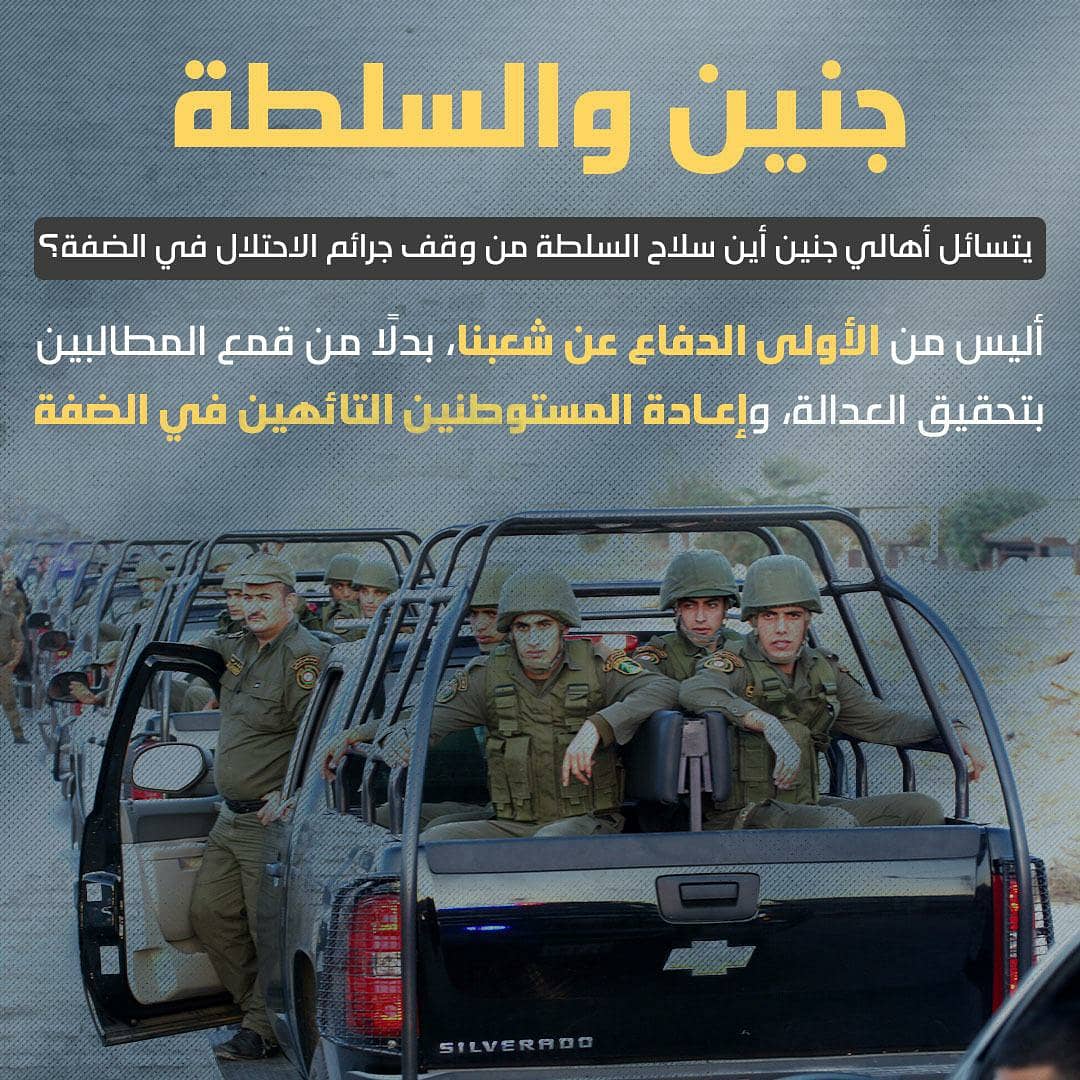 جنين والسلطة
يتسائل أهالي جنين أين سلاح السلطة من وقف جرائم الاحتلال في الضفة؟
أليس من الأولى الدفاع عن شعبنا، بدلًا من قمع المطالبين
بتحقيق العدالة، وإعادة المستوطنين التائهين في الضفة
SILVERADO